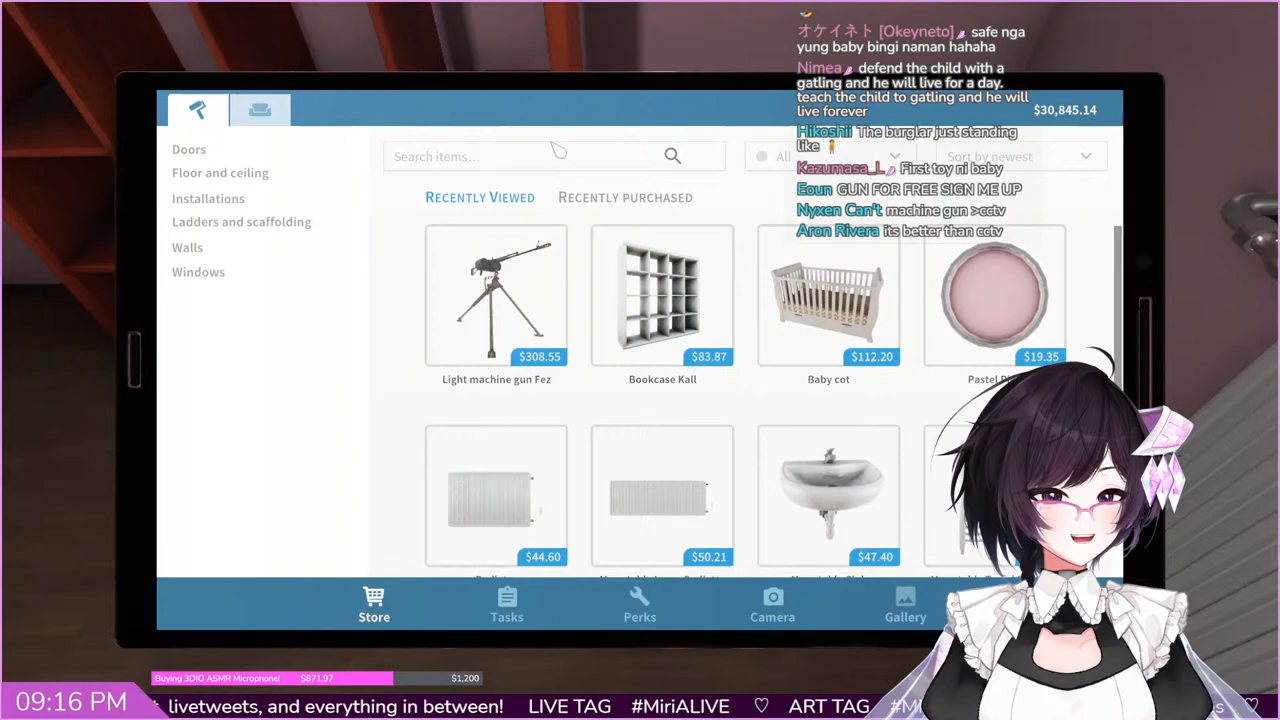 オケイネト [Okeyneto] safe nga
yung baby bingi naman hahaha
Nimea defend the child with a
gatling and he will live for a day.
teach the child to gatling and he will
live forever
Hikoshii The burglar just standing
like
Kazumasa_L First toy ni baby
Eoun GUN FOR FREE SIGN ME UP
Nyxen Can't machine gun >cctv
Aron Rivera its better than cctv
$30,845.14
Doors
Floor and ceiling
Installations
Ladders and scaffolding
Walls
Windows
Search items...
All
Sort by newest
RECENTLY VIEWED RECENTLY PURCHASED
$308.55
$83.87
$112.20
$19.35
Light machine gun Fez
Bookcase Kall
Baby cot
Pastel
$44.60
$50.21
$47.40
Store
Tasks
Perks
Camera
Gallery
Buying 3DIO ASMR Microphone! $871.97 $1,200
09:16 PM
livetweets, and everything in between! LIVE TAG #MiriALIVE ♡ ART TAG